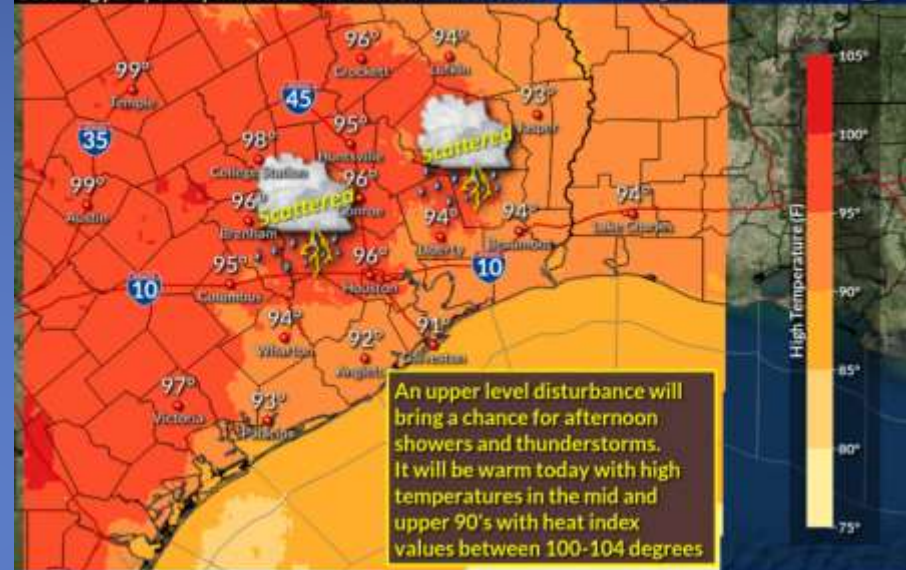 96°
94°
Crockett
Lufkin
99°
Temple
93°
Jasper
45
35
95°
Huntsville
98°
College Station
Scattered
99°
Austin
96°
Conroe
96°
Brenham
Scattered
94°
Liberty
94°
Beaumont
94°
Lake Charles
95°
Columbus
96°
Houston
10
10
94°
Wharton
92°
Angleton
91°
Galveston
97°
Victoria
93°
Palacios
An upper level disturbance will
bring a chance for afternoon
showers and thunderstorms.
It will be warm today with high
temperatures in the mid and
upper 90's with heat index
values between 100-104 degrees
High Temperature (F)
105°
100°
95°
90°
85°
80°
75°